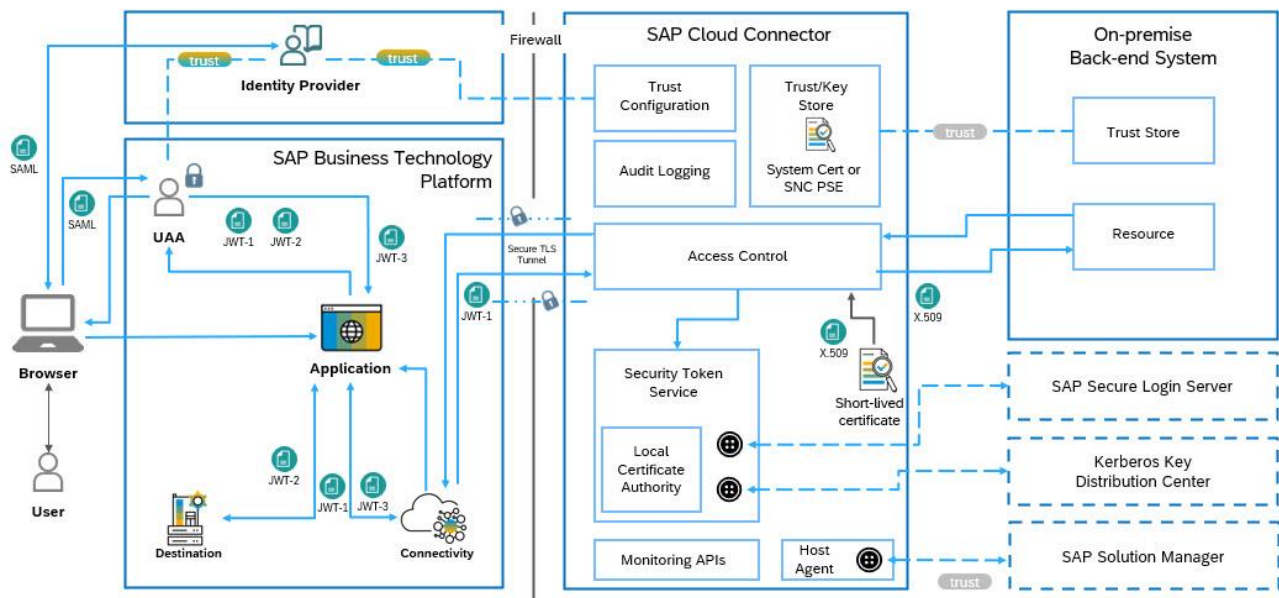 Identity Provider
trust
trust
Firewall
SAP Cloud Connector
Trust
Configuration
Trust/Key
Store
System Cert or
SNC PSE
Audit Logging
On-premise
Back-end System
trust
Trust Store
Resource
SAML
SAML
SAP Business Technology
Platform
UAA
JWT-1
JWT-2
JWT-3
Secure TLS
Tunnel
JWT-1
Access Control
X.509
X.509
Short-lived
certificate
Browser
User
Application
JWT-2
JWT-1
JWT-3
Destination
Connectivity
Security Token
Service
Local
Certificate
Authority
Monitoring APIs
Host
Agent
SAP Secure Login Server
Kerberos Key
Distribution Center
SAP Solution Manager
trust